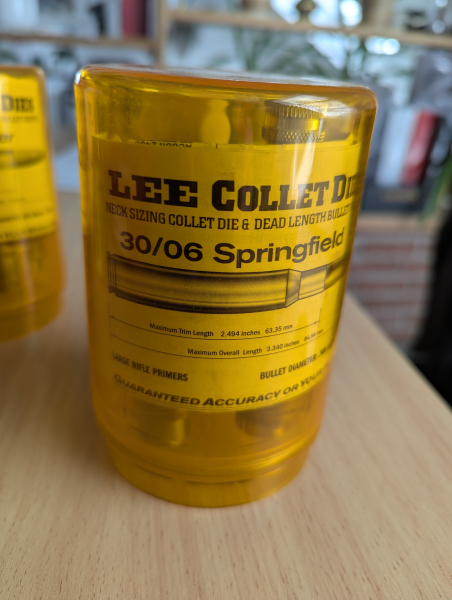 LEE COLLET DIES
NECK SIZING COLLET DIE & DEAD LENGTH BULLET
30/06 Springfield
Maximum Trim Length 2.494 inches 63.35 mm
Maximum Overall Length 3.340 inches
LARGE RIFLE PRIMERS
BULLET DIAMETER
GUARANTEED ACCURACY OR YOUR
DIES